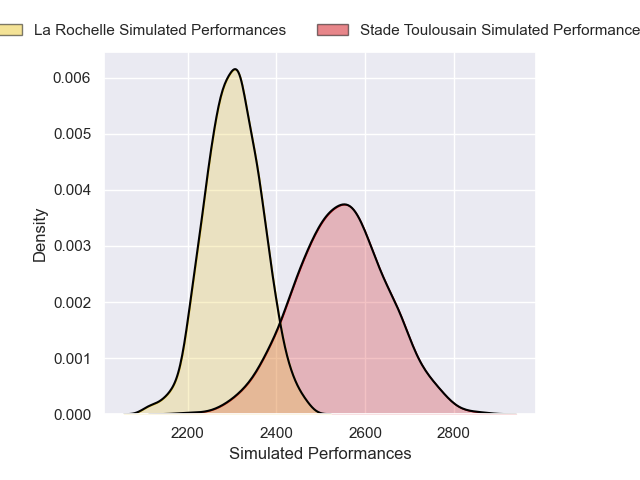 La Rochelle Simulated Performances Stade Toulousain Simulated Performance
0.006
0.005
0.004
0.003
0.002
0.001
0.000
Density
2200 2400 2600 2800
Simulated Performances